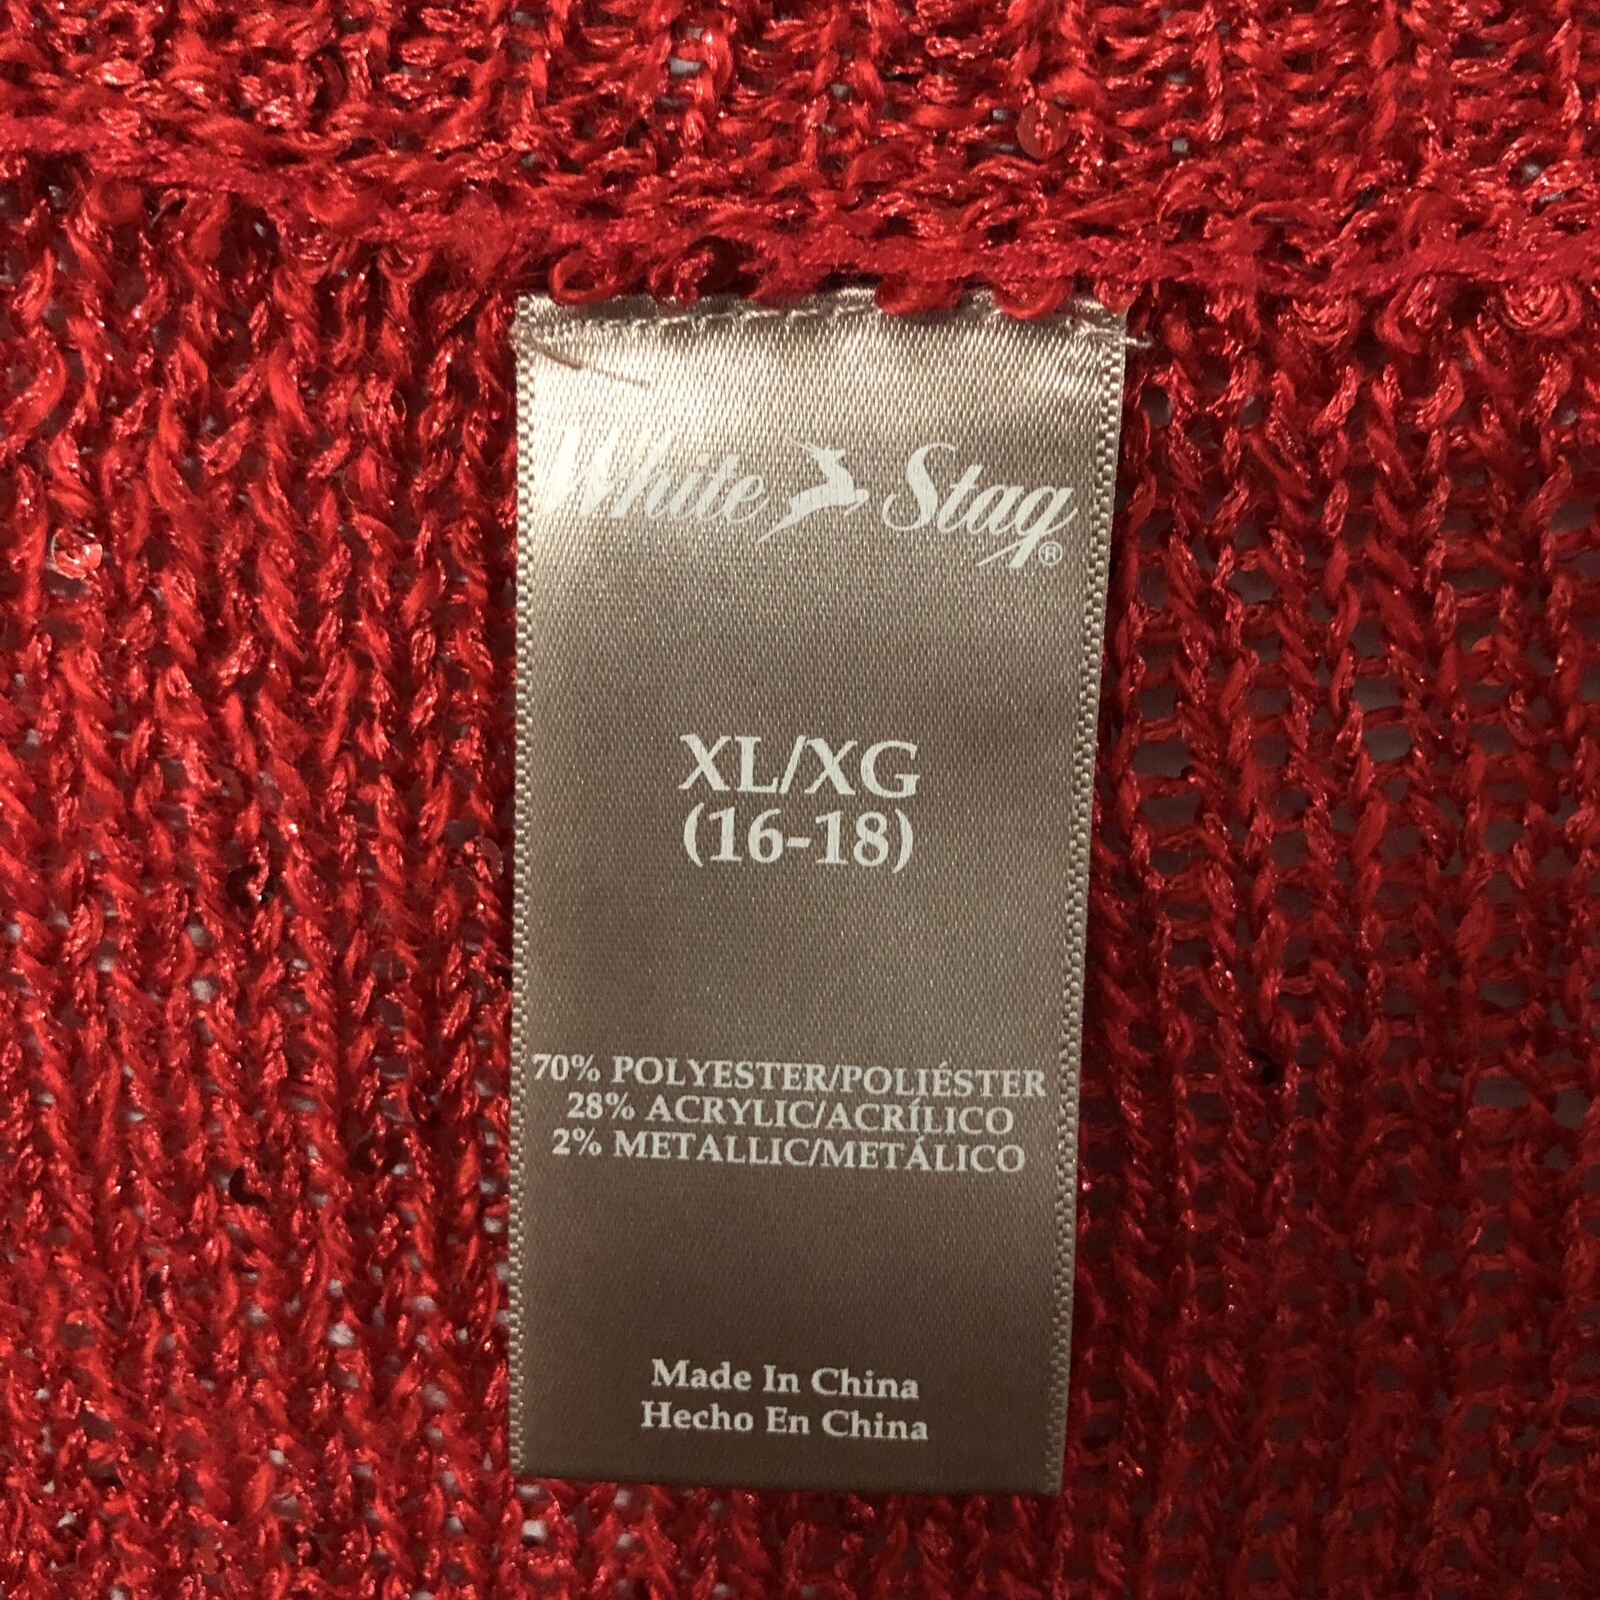 White Stag®
XL/XG
(16-18)
70% POLYESTER/POLIÉSTER
28% ACRYLIC/ACRÍLICO
2% METALLIC/METÁLICO
Made In China
Hecho En China